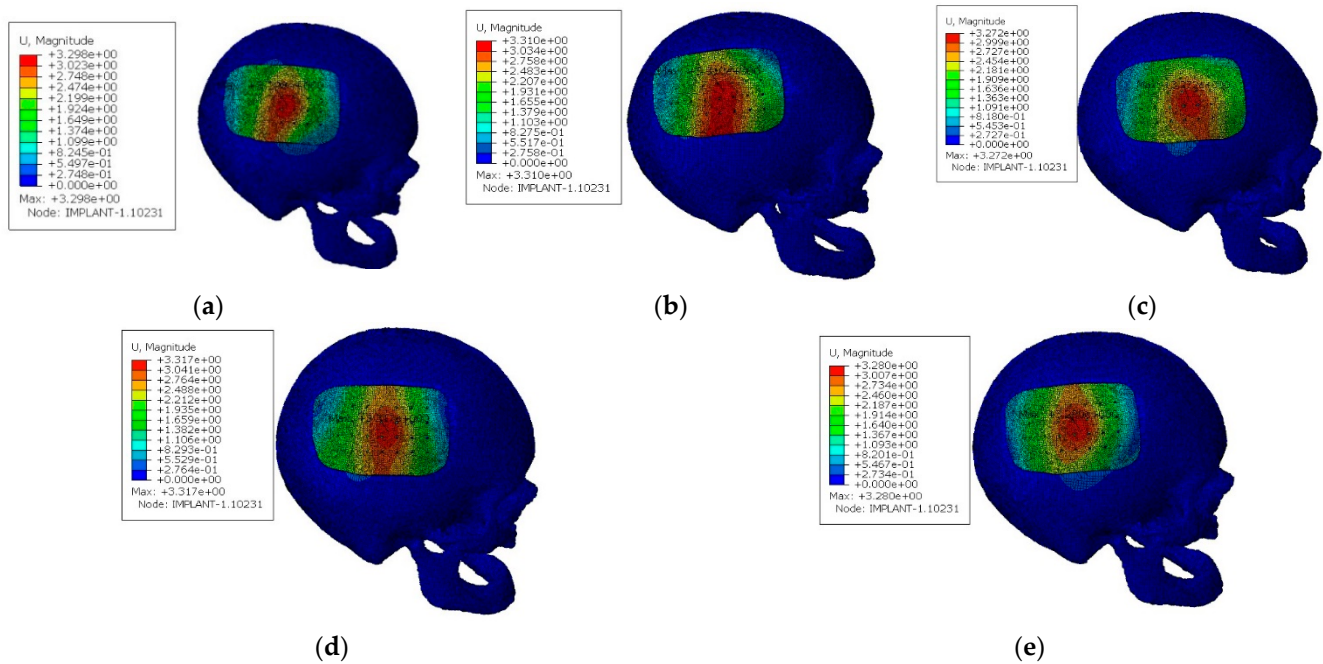 U, Magnitude
+3.298e+00
+3.023e+00
+2.748e+00
+2.474e+00
+2.199e+00
+1.924e+00
+1.649e+00
+1.374e+00
+1.099e+00
+8.245e-01
+5.497e-01
+2.748e-01
+0.000e+00
Max: +3.298e+00
Node: IMPLANT-1.10231
(a)
U, Magnitude
+3.310e+00
+3.034e+00
+2.758e+00
+2.483e+00
+2.207e+00
+1.931e+00
+1.655e+00
+1.379e+00
+1.103e+00
+8.275e-01
+5.517e-01
+2.758e-01
+0.000e+00
Max: +3.310e+00
Node: IMPLANT-1.10231
(b)
U, Magnitude
+3.272e+00
+2.999e+00
+2.727e+00
+2.454e+00
+2.181e+00
+1.909e+00
+1.636e+00
+1.363e+00
+1.091e+00
+8.180e-01
+5.453e-01
+2.727e-01
+0.000e+00
Max: +3.272e+00
Node: IMPLANT-1.10231
(c)
U, Magnitude
+3.317e+00
+3.041e+00
+2.764e+00
+2.488e+00
+2.212e+00
+1.935e+00
+1.659e+00
+1.382e+00
+1.106e+00
+8.293e-01
+5.529e-01
+2.764e-01
+0.000e+00
Max: +3.317e+00
Node: IMPLANT-1.10231
(d)
U, Magnitude
+3.280e+00
+3.007e+00
+2.734e+00
+2.460e+00
+2.187e+00
+1.914e+00
+1.640e+00
+1.367e+00
+1.093e+00
+8.201e-01
+5.467e-01
+2.734e-01
+0.000e+00
Max: +3.280e+00
Node: IMPLANT-1.10231
(e)